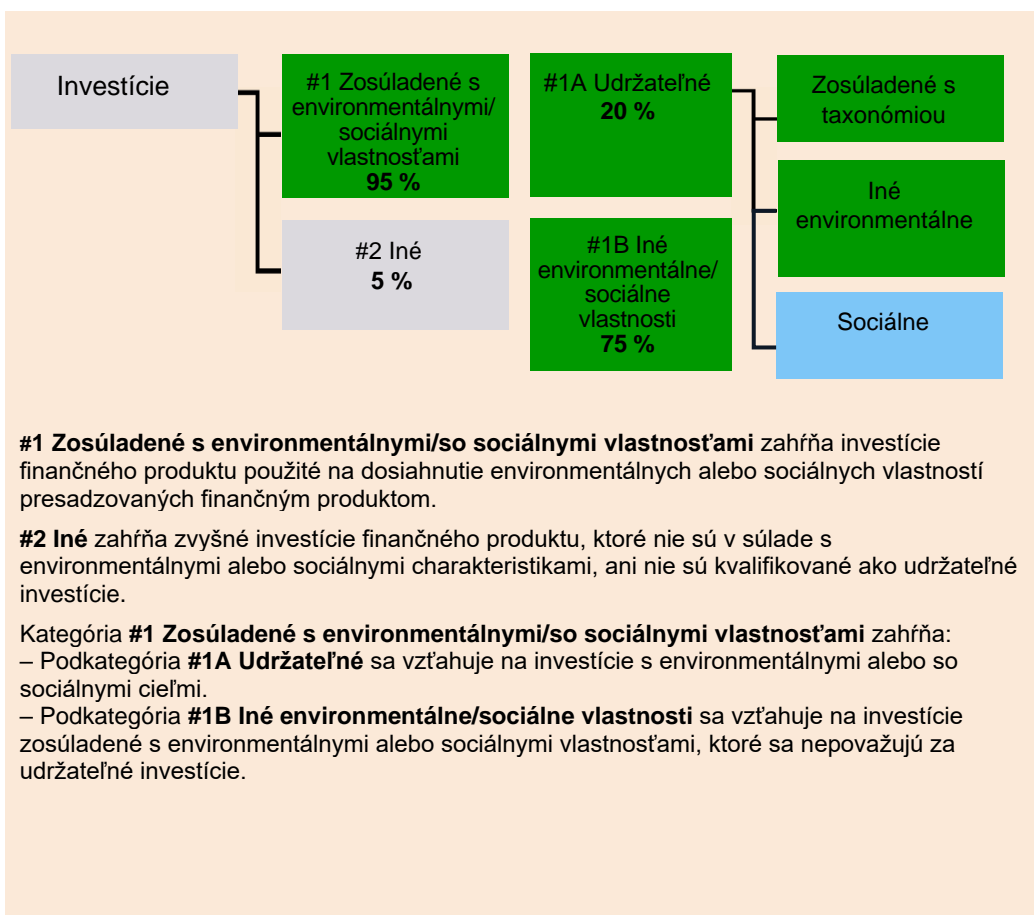 Investície
#1 Zosúladené s
environmentálnymi/
sociálnymi
vlastnosťami
95 %
#2 Iné
5 %
#1A Udržateľné
20 %
#1B Iné
environmentálne/
sociálne
vlastnosti
75 %
Zosúladené s
taxonómiou
Iné
environmentálne
Sociálne
#1 Zosúladené s environmentálnymi/so sociálnymi vlastnosťami zahŕňa investície
finančného produktu použité na dosiahnutie environmentálnych alebo sociálnych vlastností
presadzovaných finančným produktom.
#2 Iné zahŕňa zvyšné investície finančného produktu, ktoré nie sú v súlade s
environmentálnymi alebo sociálnymi charakteristikami, ani nie sú kvalifikované ako udržateľné
investície.
Kategória #1 Zosúladené s environmentálnymi/so sociálnymi vlastnosťami zahŕňa:
– Podkategória #1A Udržateľné sa vzťahuje na investície s environmentálnymi alebo so
sociálnymi cieľmi.
– Podkategória #1B Iné environmentálne/sociálne vlastnosti sa vzťahuje na investície
zosúladené s environmentálnymi alebo sociálnymi vlastnosťami, ktoré sa nepovažujú za
udržateľné investície.